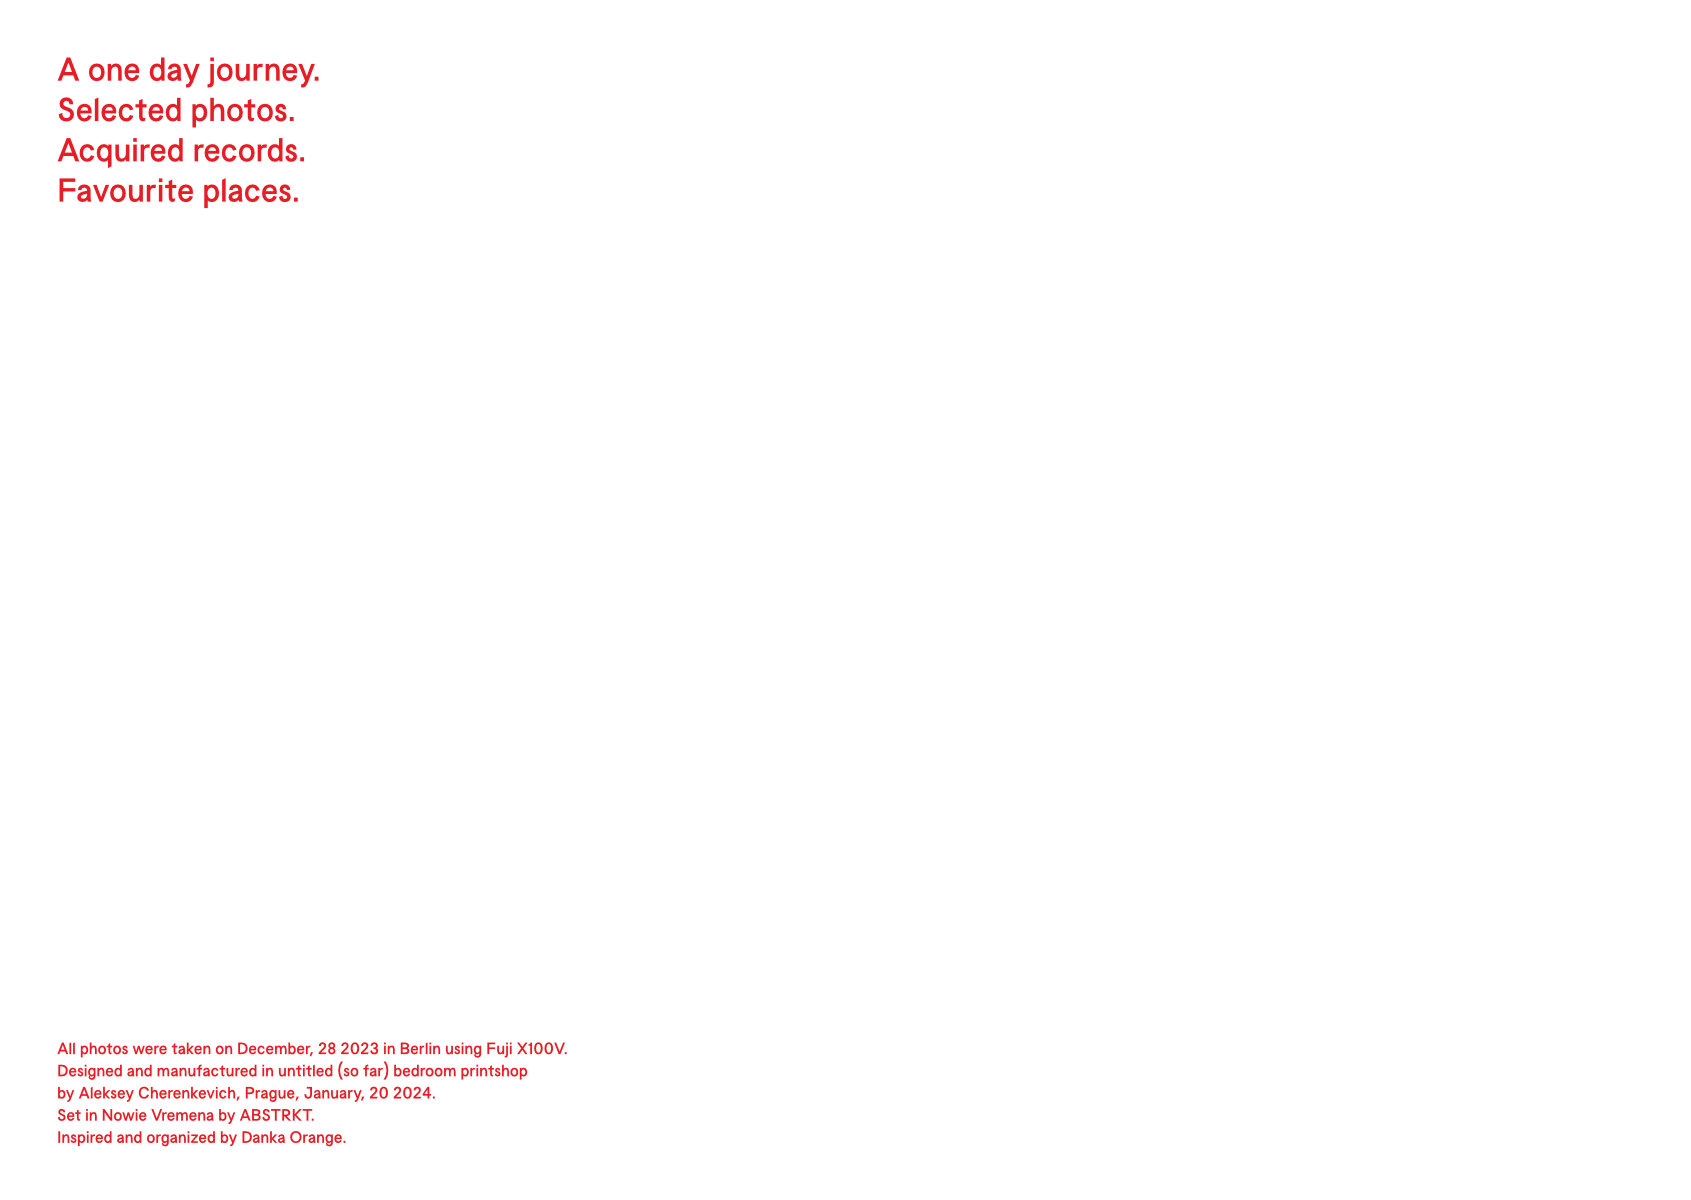 A one day journey.
Selected photos.
Acquired records.
Favourite places.
All photos were taken on December, 28 2023 in Berlin using Fuji X100V.
Designed and manufactured in untitled (so far) bedroom printshop
by Aleksey Cherenkevich, Prague, January, 20 2024.
Set in Nowie Vremena by ABSTRKT.
Inspired and organized by Danka Orange.